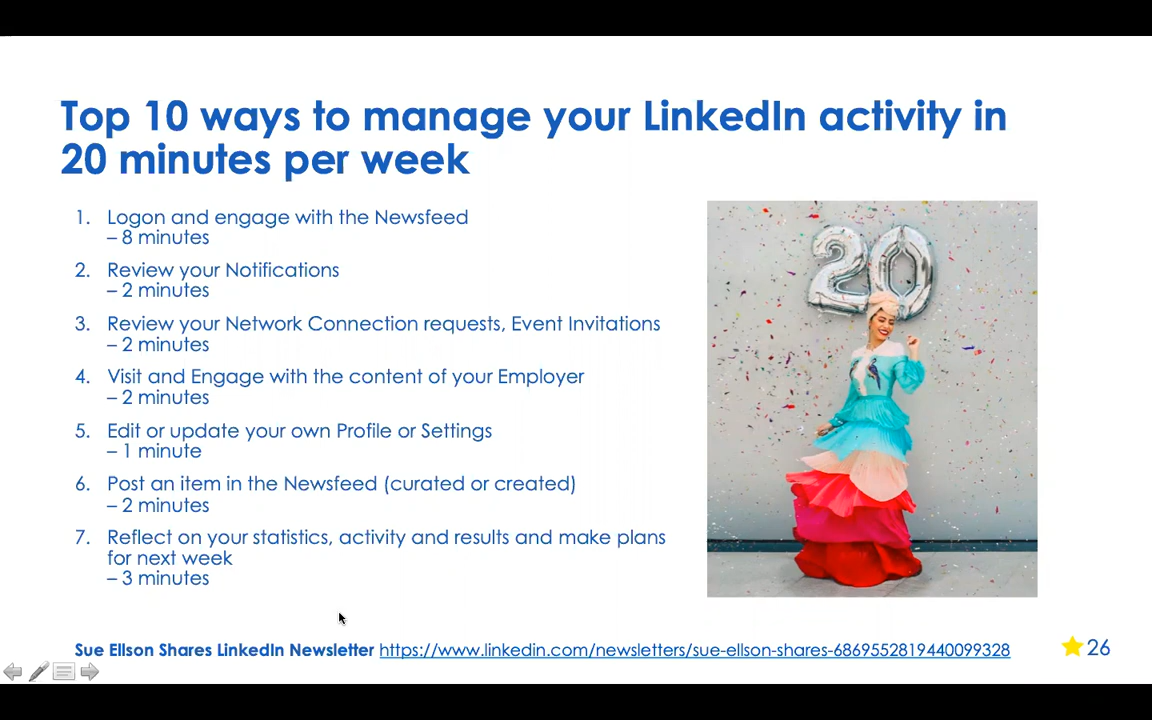 Top 10 ways to manage your LinkedIn activity in
20 minutes per week
1. Logon and engage with the Newsfeed
– 8 minutes
2. Review your Notifications
– 2 minutes
3. Review your Network Connection requests, Event Invitations
– 2 minutes
4. Visit and Engage with the content of your Employer
– 2 minutes
5. Edit or update your own Profile or Settings
– 1 minute
6. Post an item in the Newsfeed (curated or created)
– 2 minutes
7. Reflect on your statistics, activity and results and make plans
for next week
– 3 minutes
20
Sue Ellson Shares LinkedIn Newsletter https://www.linkedin.com/newsletters/sue-ellson-shares-6869552819440099328
26